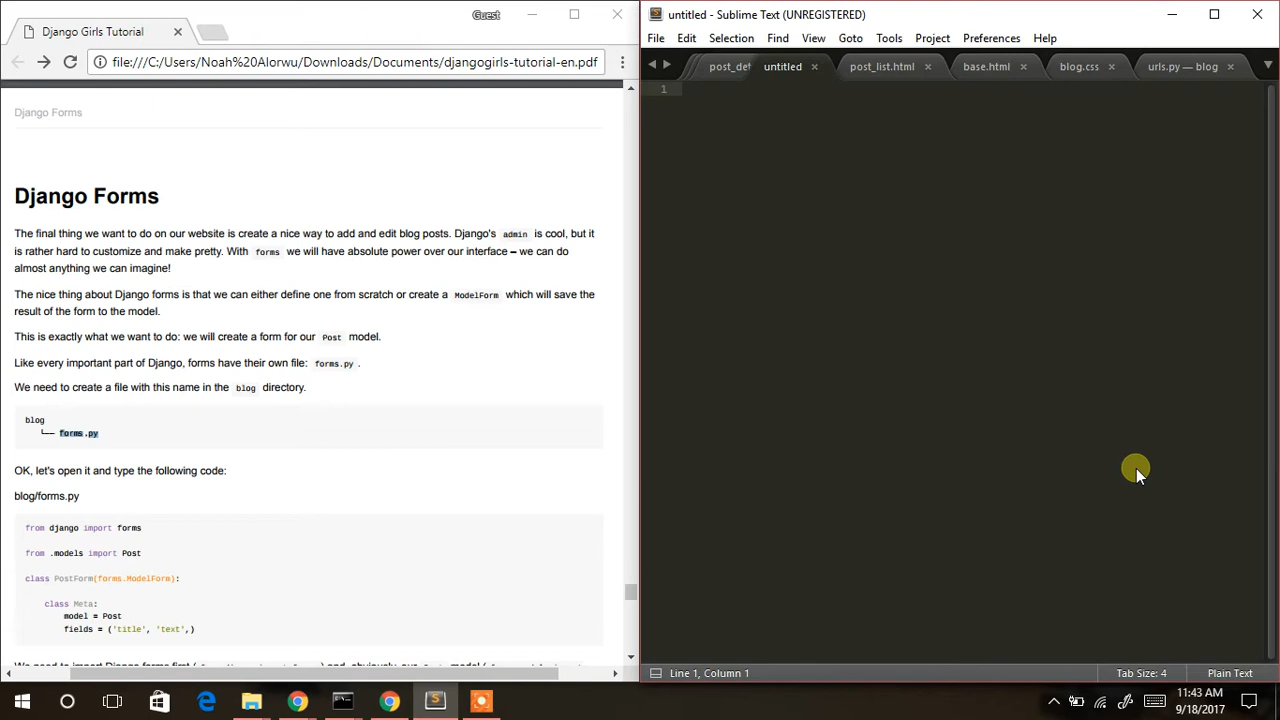 Guest
Django Girls Tutorial
file:///C:/Users/Noah%20Alorwu/Downloads/Documents/djangogirls-tutorial-en.pdf
Django Forms
Django Forms
The final thing we want to do on our website is create a nice way to add and edit blog posts. Django's admin is cool, but it
is rather hard to customize and make pretty. With forms we will have absolute power over our interface – we can do
almost anything we can imagine!
The nice thing about Django forms is that we can either define one from scratch or create a ModelForm which will save the
result of the form to the model.
This is exactly what we want to do: we will create a form for our Post model.
Like every important part of Django, forms have their own file: forms.py .
We need to create a file with this name in the blog directory.
blog
└── forms.py
OK, let's open it and type the following code:
blog/forms.py
from django import forms
from .models import Post
class PostForm(forms.ModelForm):
class Meta:
model = Post
fields = ('title', 'text',)
untitled - Sublime Text (UNREGISTERED)
File Edit Selection Find View Goto Tools Project Preferences Help
post_det untitled post_list.html base.html blog.css urls.py — blog
1
Line 1, Column 1 Tab Size: 4 Plain Text
11:43 AM
9/18/2017